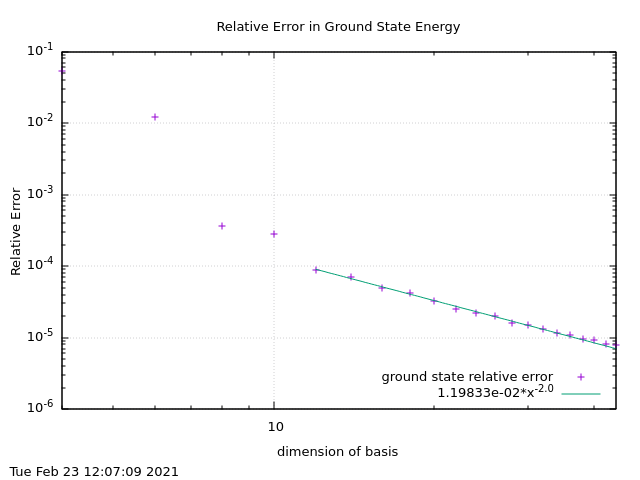 Relative Error in Ground State Energy
10^-1
10^-2
10^-3
10^-4
10^-5
10^-6
Relative Error
ground state relative error
1.19833e-02*x^-2.0
10
dimension of basis
Tue Feb 23 12:07:09 2021